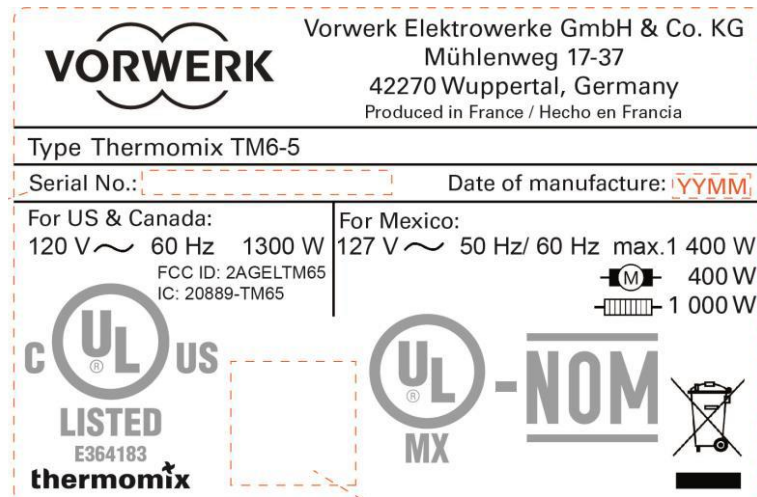 VORWERK
Vorwerk Elektrowerke GmbH & Co. KG
Mühlenweg 17-37
42270 Wuppertal, Germany
Produced in France / Hecho en Francia
Type Thermomix TM6-5
Serial No.:
Date of manufacture: YYMM
For US & Canada:
120 V~ 60 Hz 1300 W
FCC ID: 2AGELTM65
IC: 20889-TM65
C UL ® US
LISTED
E364183
thermomix
For Mexico:
127 V~ 50 Hz/ 60 Hz max.1 400 W
M 400 W
1 000 W
UL ® -NOM
MX